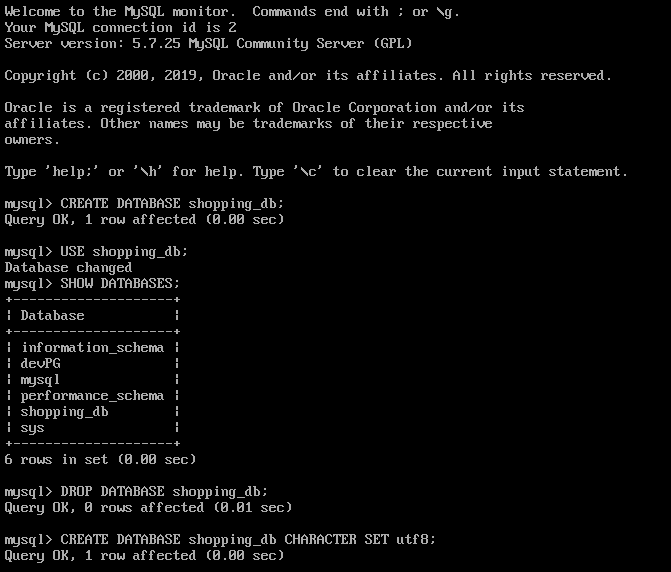 Welcome to the MySQL monitor.  Commands end with ; or \g.
Your MySQL connection id is 2
Server version: 5.7.25 MySQL Community Server (GPL)
Copyright (c) 2000, 2019, Oracle and/or its affiliates. All rights reserved.
Oracle is a registered trademark of Oracle Corporation and/or its
affiliates. Other names may be trademarks of their respective
owners.
Type 'help;' or '\h' for help. Type '\c' to clear the current input statement.
mysql> CREATE DATABASE shopping_db;
Query OK, 1 row affected (0.00 sec)
mysql> USE shopping_db;
Database changed
mysql> SHOW DATABASES;
+--------------------+
| Database           |
+--------------------+
| information_schema |
| devPG              |
| mysql              |
| performance_schema |
| shopping_db        |
| sys                |
+--------------------+
6 rows in set (0.00 sec)
mysql> DROP DATABASE shopping_db;
Query OK, 0 rows affected (0.01 sec)
mysql> CREATE DATABASE shopping_db CHARACTER SET utf8;
Query OK, 1 row affected (0.00 sec)